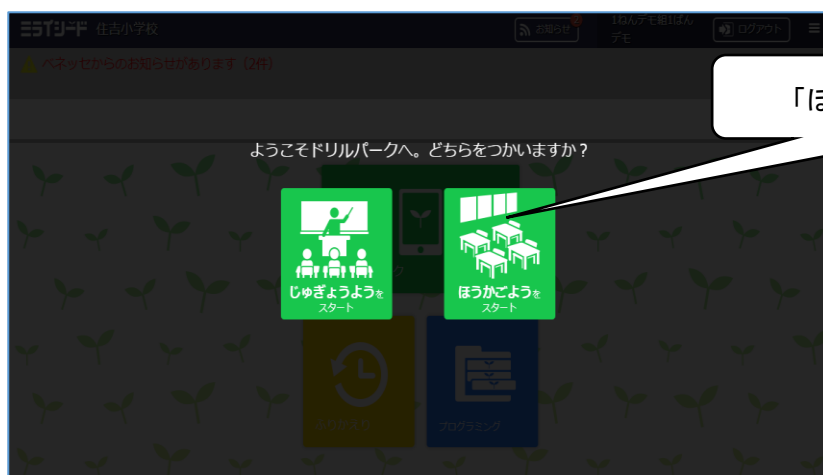 ミライシード 住吉小学校
お知らせ 2
1ねんデモ組1ばん
デモ
ログアウト
ベネッセからのお知らせがあります（2件）
「ほ
ようこそドリルパークへ。どちらをつかいますか？
じゅぎょうようを
スタート
ほうかごようを
スタート
ク
プログラミング